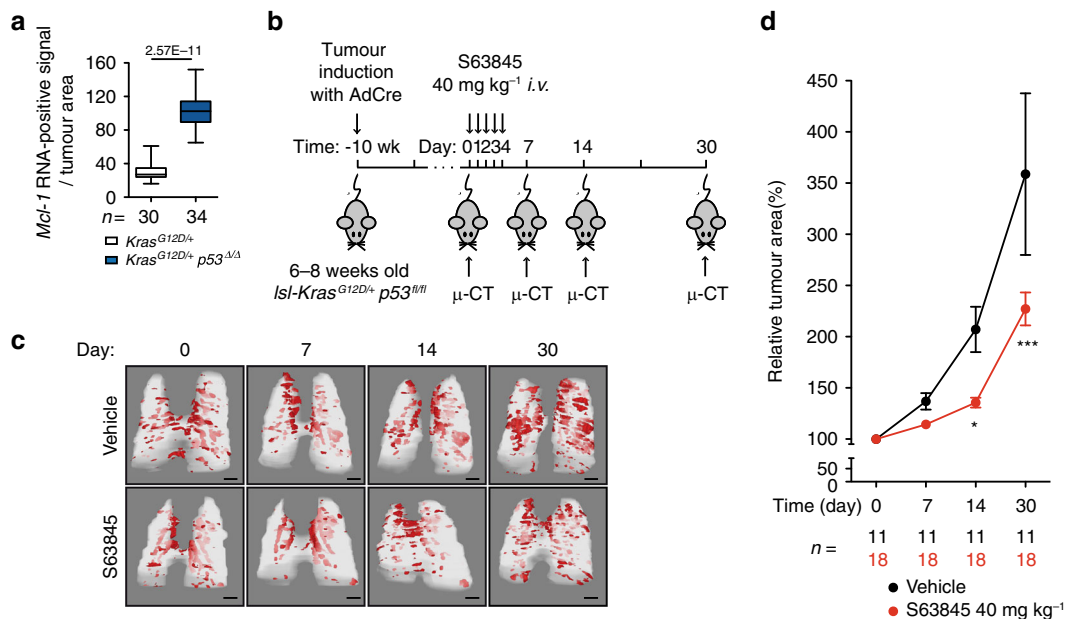 a
2.57E–11
Mcl-1 RNA-positive signal
/ tumour area
160
120
80
40
0
n= 30 34
Kras^G12D/+
Kras^G12D/+ p53^Δ/Δ
b
Tumour
induction
with AdCre
S63845
40 mg kg⁻¹ i.v.
Time: -10 wk Day: 01234 7 14 30
6–8 weeks old
lsl-Kras^G12D/+ p53^fl/fl
μ-CT μ-CT μ-CT μ-CT
c
Day: 0 7 14 30
Vehicle
S63845
d
Relative tumour area(%)
450
400
350
300
250
200
150
100
50
0
*
***
Time (day) 0 7 14 30
n = 11 11 11 11
18 18 18 18
Vehicle
S63845 40 mg kg⁻¹